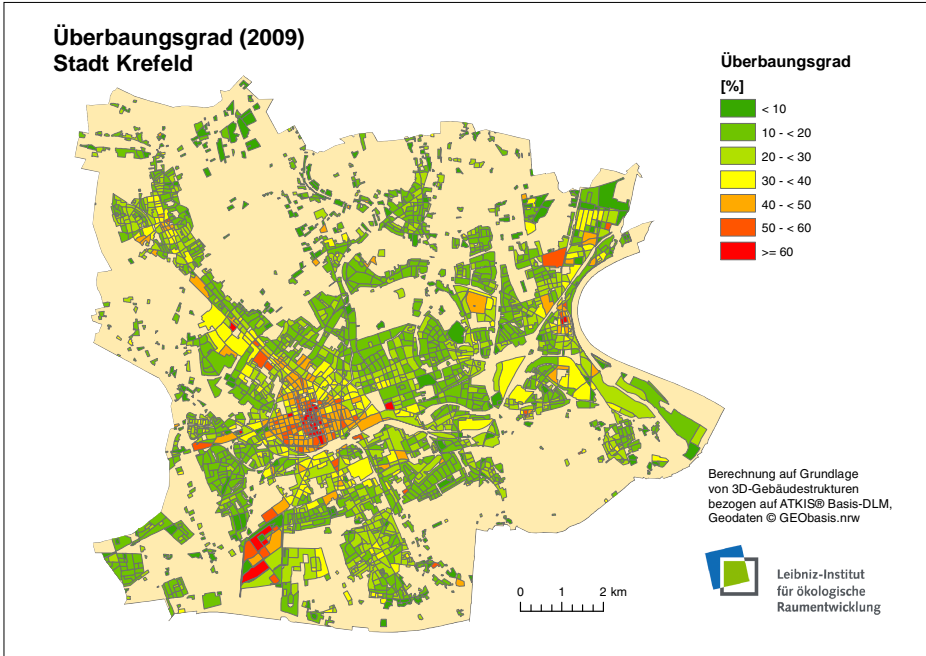 Überbaungsgrad (2009)
Stadt Krefeld
Überbaungsgrad
[%]
< 10
10 - < 20
20 - < 30
30 - < 40
40 - < 50
50 - < 60
>= 60
Berechnung auf Grundlage
von 3D-Gebäudestrukturen
bezogen auf ATKIS® Basis-DLM,
Geodaten © GEObasis.nrw
0 1 2 km
Leibniz-Institut
für ökologische
Raumentwicklung